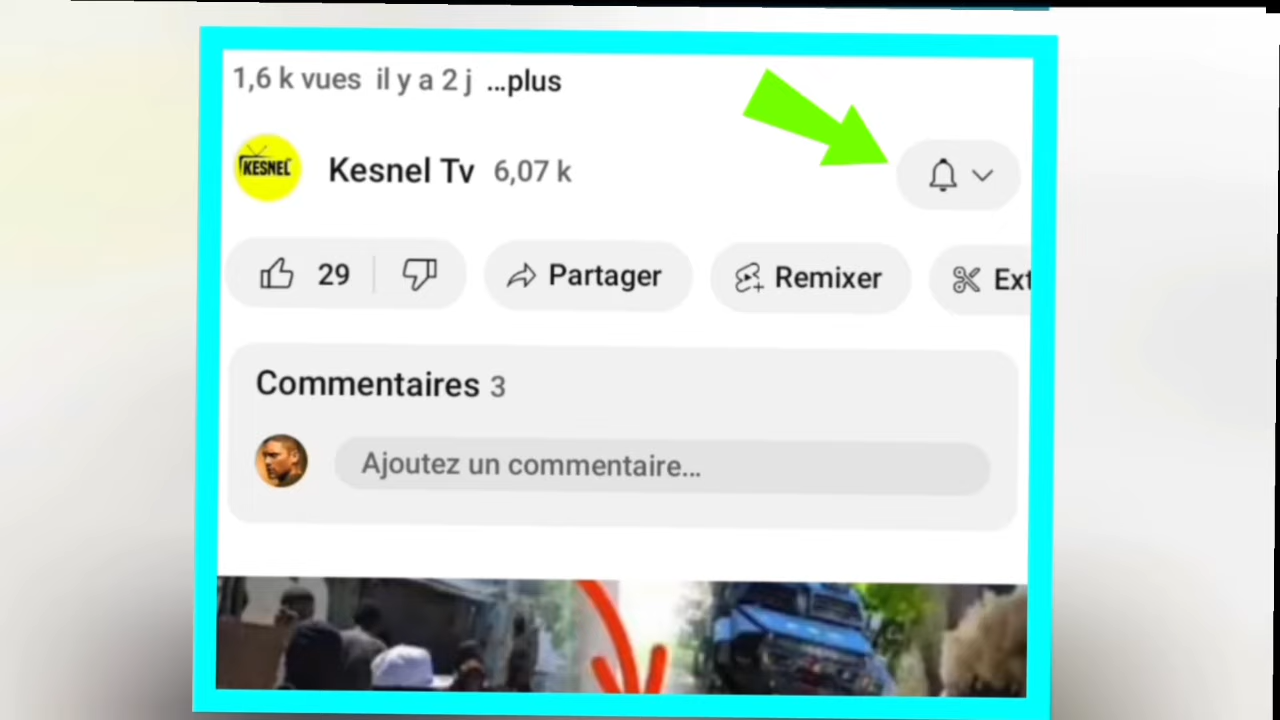 1,6 k vues il y a 2 j ...plus
KESNEL
Kesnel Tv 6,07 k
29
Partager
Remixer
Ext
Commentaires 3
Ajoutez un commentaire...